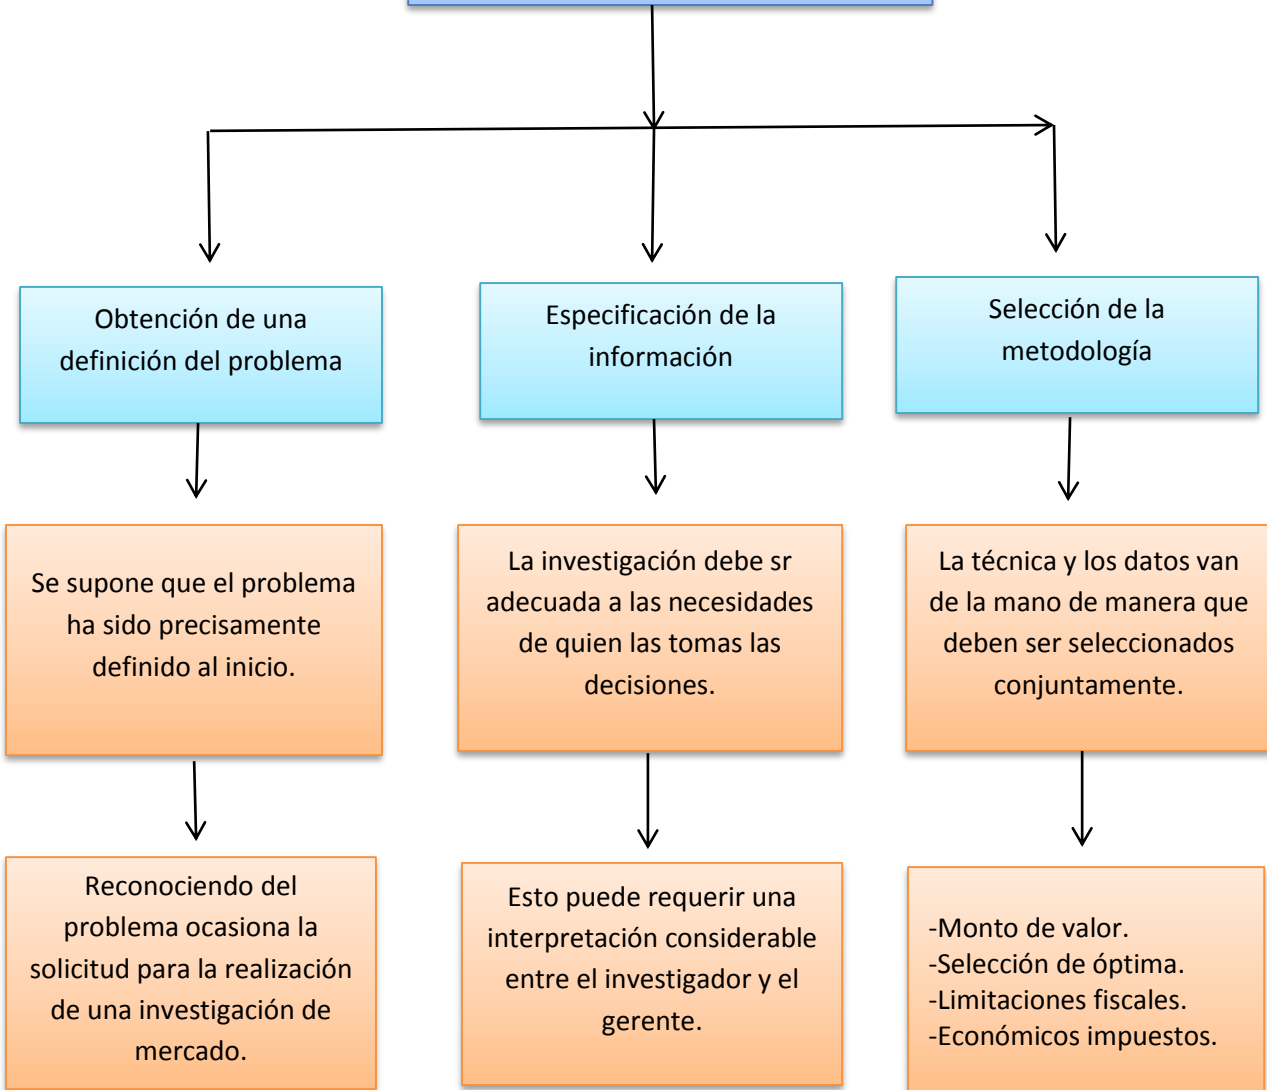 Obtención de una
definición del problema
Especificación de la
información
Selección de la
metodología
Se supone que el problema
ha sido precisamente
definido al inicio.
La investigación debe sr
adecuada a las necesidades
de quien las tomas las
decisiones.
La técnica y los datos van
de la mano de manera que
deben ser seleccionados
conjuntamente.
Reconociendo del
problema ocasiona la
solicitud para la realización
de una investigación de
mercado.
Esto puede requerir una
interpretación considerable
entre el investigador y el
gerente.
-Monto de valor.
-Selección de óptima.
-Limitaciones fiscales.
-Económicos impuestos.